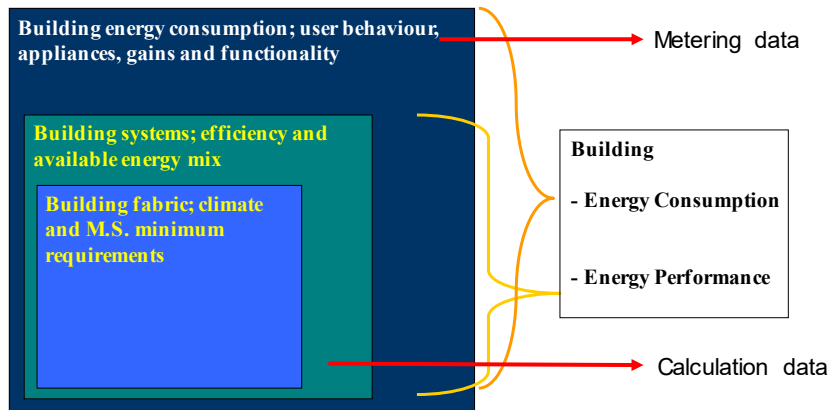 Building energy consumption; user behaviour,
appliances, gains and functionality
Metering data
Building systems; efficiency and
available energy mix
Building fabric; climate
and M.S. minimum
requirements
Building
- Energy Consumption
- Energy Performance
Calculation data